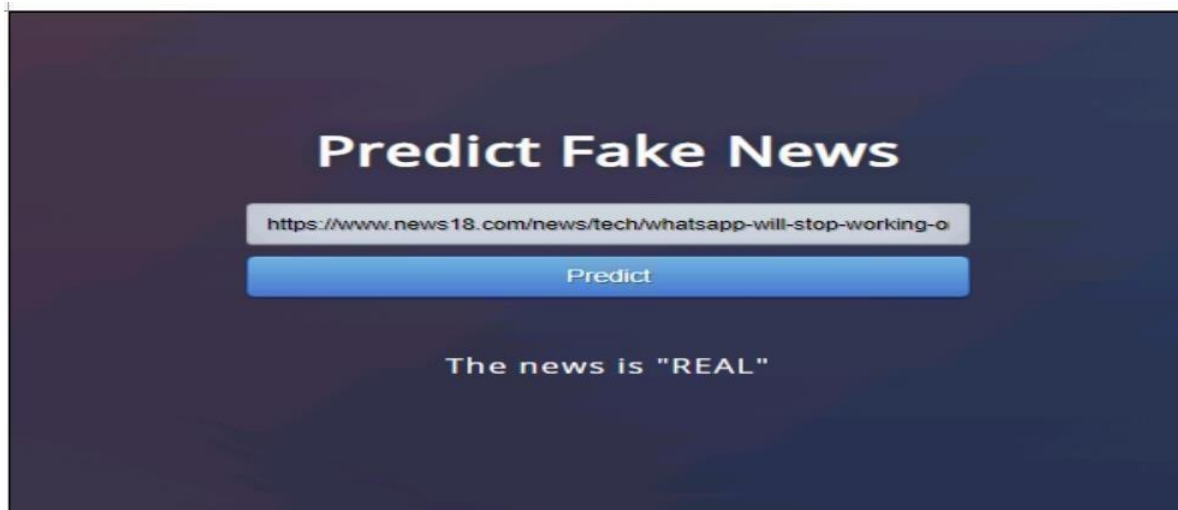 Predict Fake News
https://www.news18.com/news/tech/whatsapp-will-stop-working-o
Predict
The news is "REAL"